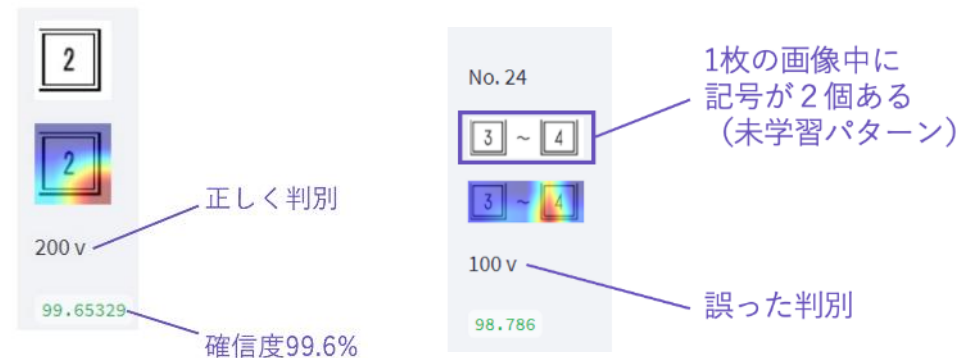 2
2
200 v
99.65329
正しく判別
確信度99.6%
No. 24
3 ~ 4
3 ~ 4
100 v
98.786
1枚の画像中に
記号が２個ある
（未学習パターン）
誤った判別